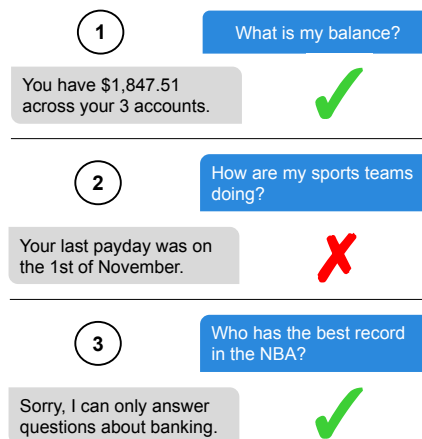 1
What is my balance?
You have $1,847.51
across your 3 accounts.
2
How are my sports teams
doing?
Your last payday was on
the 1st of November.
3
Who has the best record
in the NBA?
Sorry, I can only answer
questions about banking.